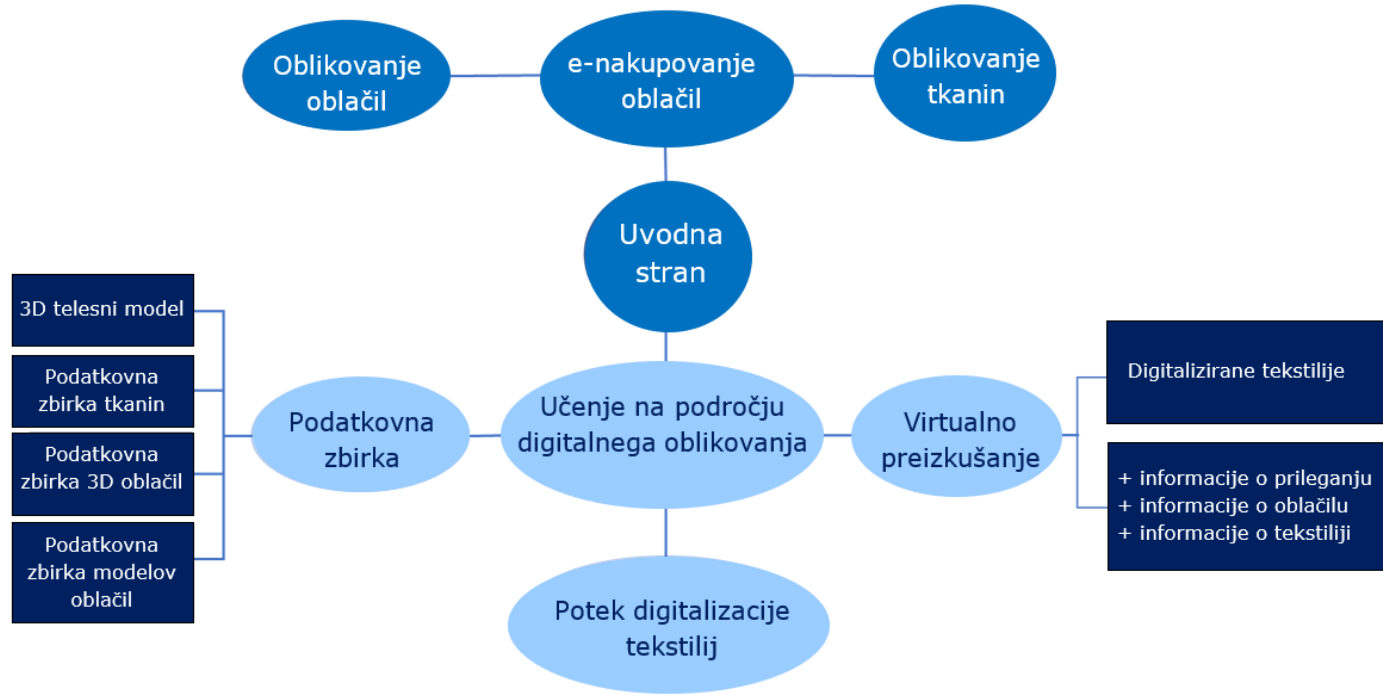 Oblikovanje
oblačil
e-nakupovanje
oblačil
Oblikovanje
tkanin
Uvodna
stran
3D telesni model
Podatkovna
zbirka tkanin
Podatkovna
zbirka 3D oblačil
Podatkovna
zbirka modelov
oblačil
Podatkovna
zbirka
Učenje na področju
digitalnega oblikovanja
Virtualno
preizkušanje
Digitalizirane tekstilije
+ informacije o prileganju
+ informacije o oblačilu
+ informacije o tekstiliji
Potek digitalizacije
tekstilij